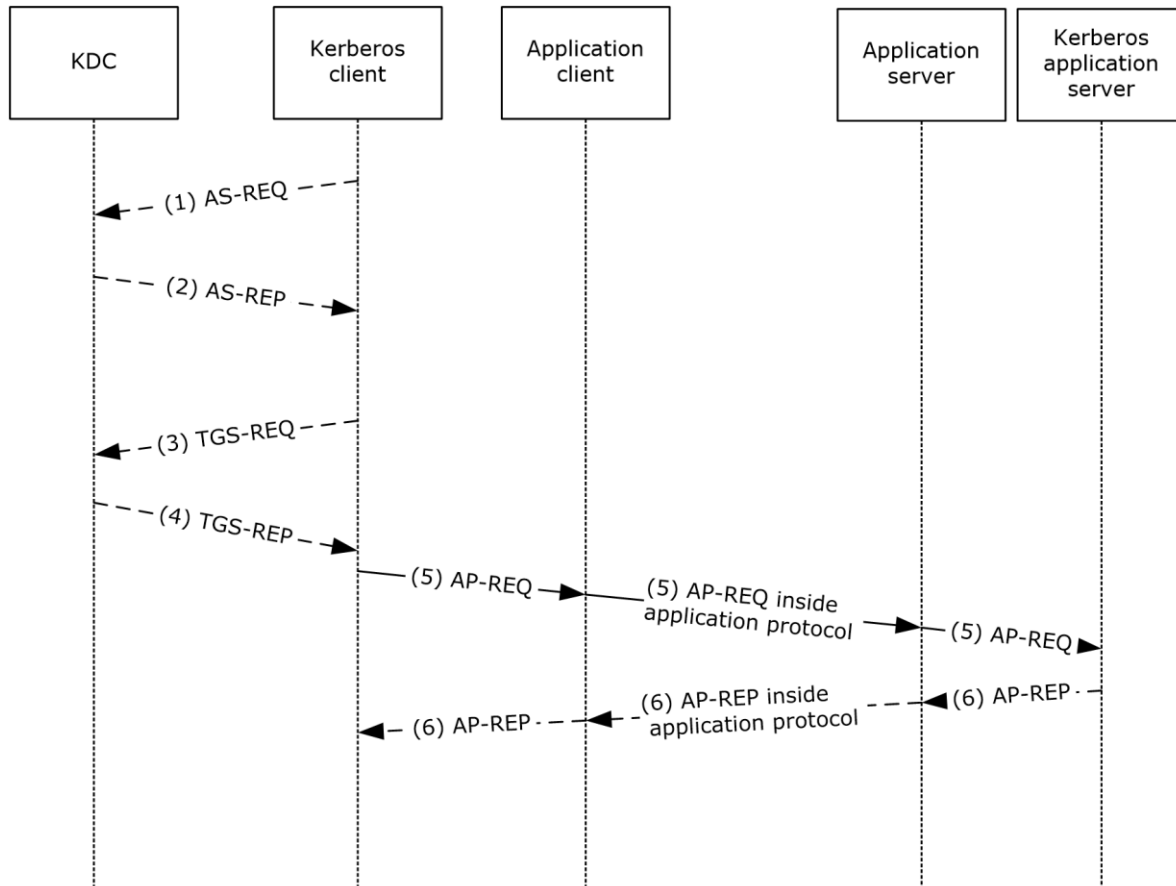 KDC
Kerberos
client
Application
client
Application
server
Kerberos
application
server
(1) AS-REQ
(2) AS-REP
(3) TGS-REQ
(4) TGS-REP
(5) AP-REQ
(5) AP-REQ inside
application protocol
(5) AP-REQ
(6) AP-REP
(6) AP-REP inside
application protocol
(6) AP-REP